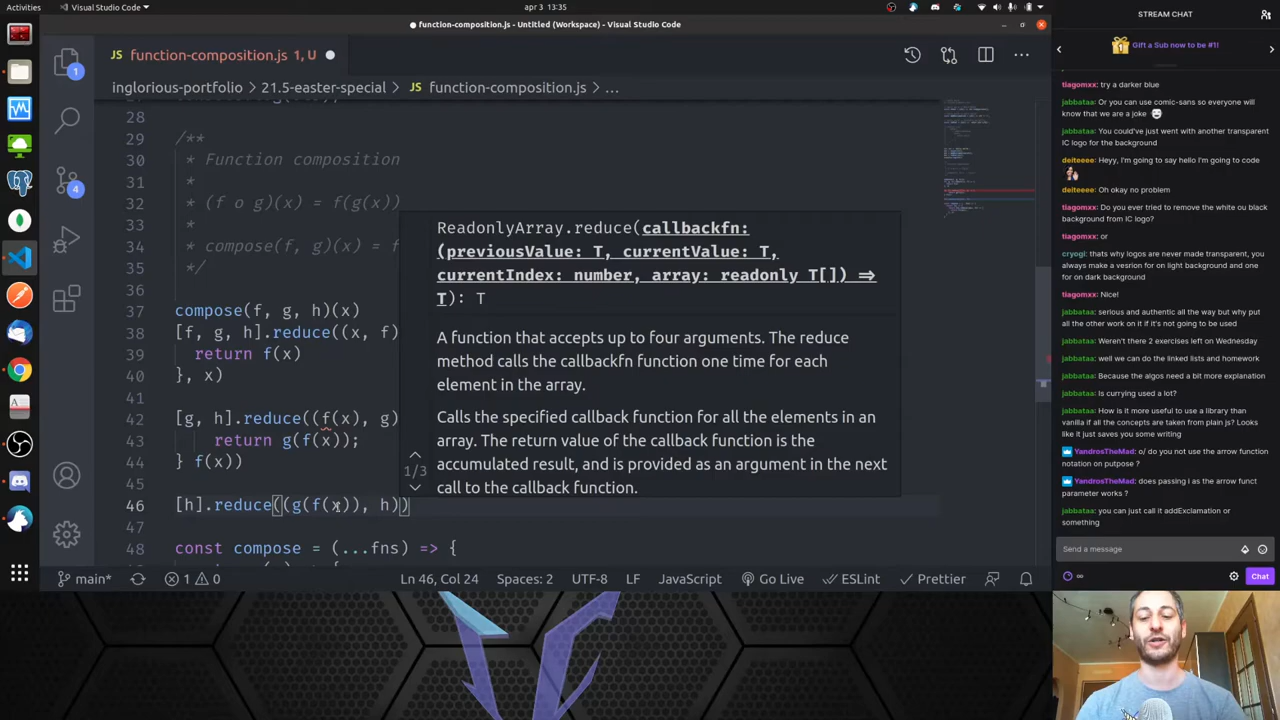 Activities
Visual Studio Code
apr 3 13:35
function-composition.js - Untitled (Workspace) - Visual Studio Code
JS function-composition.js 1, U
inglorious-portfolio > 21.5-easter-special > JS function-composition.js > ...
28
29 /**
30 * Function composition
31 *
32 * (f o g)(x) = f(g(
33
34 * compose(f, g)(x) =
35 */
36
37 compose(f, g, h)(x)
38 [f, g, h].reduce((x, f)
39 return f(x)
40 }, x)
41
42 [g, h].reduce((f(x), g)
43 return g(f(x));
44 } f(x))
45
46 [h].reduce((g(f(x)), h))
47
48 const compose = (...fns) => {
ReadonlyArray.reduce(callbackfn:
(previousValue: T, currentValue: T,
currentIndex: number, array: readonly T[]) =>
T): T
A function that accepts up to four arguments. The reduce
method calls the callbackfn function one time for each
element in the array.
Calls the specified callback function for all the elements in an
array. The return value of the callback function is the
accumulated result, and is provided as an argument in the next
call to the callback function.
1/3
1
4
main*
1 0
Ln 46, Col 24
Spaces: 2
UTF-8
LF
JavaScript
Go Live
ESLint
Prettier
STREAM CHAT
1
Gift a Sub now to be #1!
tiagomxx: try a darker blue
jabbataa: Or you can use comic-sans so everyone will
know that we are a joke
jabbataa: You could've just went with another transparent
IC logo for the background
deiteeee: Heyy, I'm going to say hello I'm going to code
deiteeee: Oh okay no problem
tiagomxx: Do you ever tried to remove the white ou black
background from IC logo?
tiagomxx: or
cryogl: thats why logos are never made transparent, you
always make a vesrion for on light background and one
for on dark background
tiagomxx: Nice!
jabbataa: serious and authentic all the way but why put
all the other work on it if it's not going to be used
jabbataa: Weren't there 2 exercises left on Wednesday
jabbataa: well we can do the linked lists and homework
jabbataa: Because the algos need a bit more explanation
jabbataa: Is currying used a lot?
jabbataa: How is it more useful to use a library than
vanilla if all the concepts are taken from plain js? Looks
like it just saves you some writing
YandrosTheMad: o/ do you not use the arrow function
notation on putpose ?
YandrosTheMad: does passing i as the arrow funct
parameter works ?
jabbataa: you can just call it addExclamation or
something
Send a message
∞
Chat